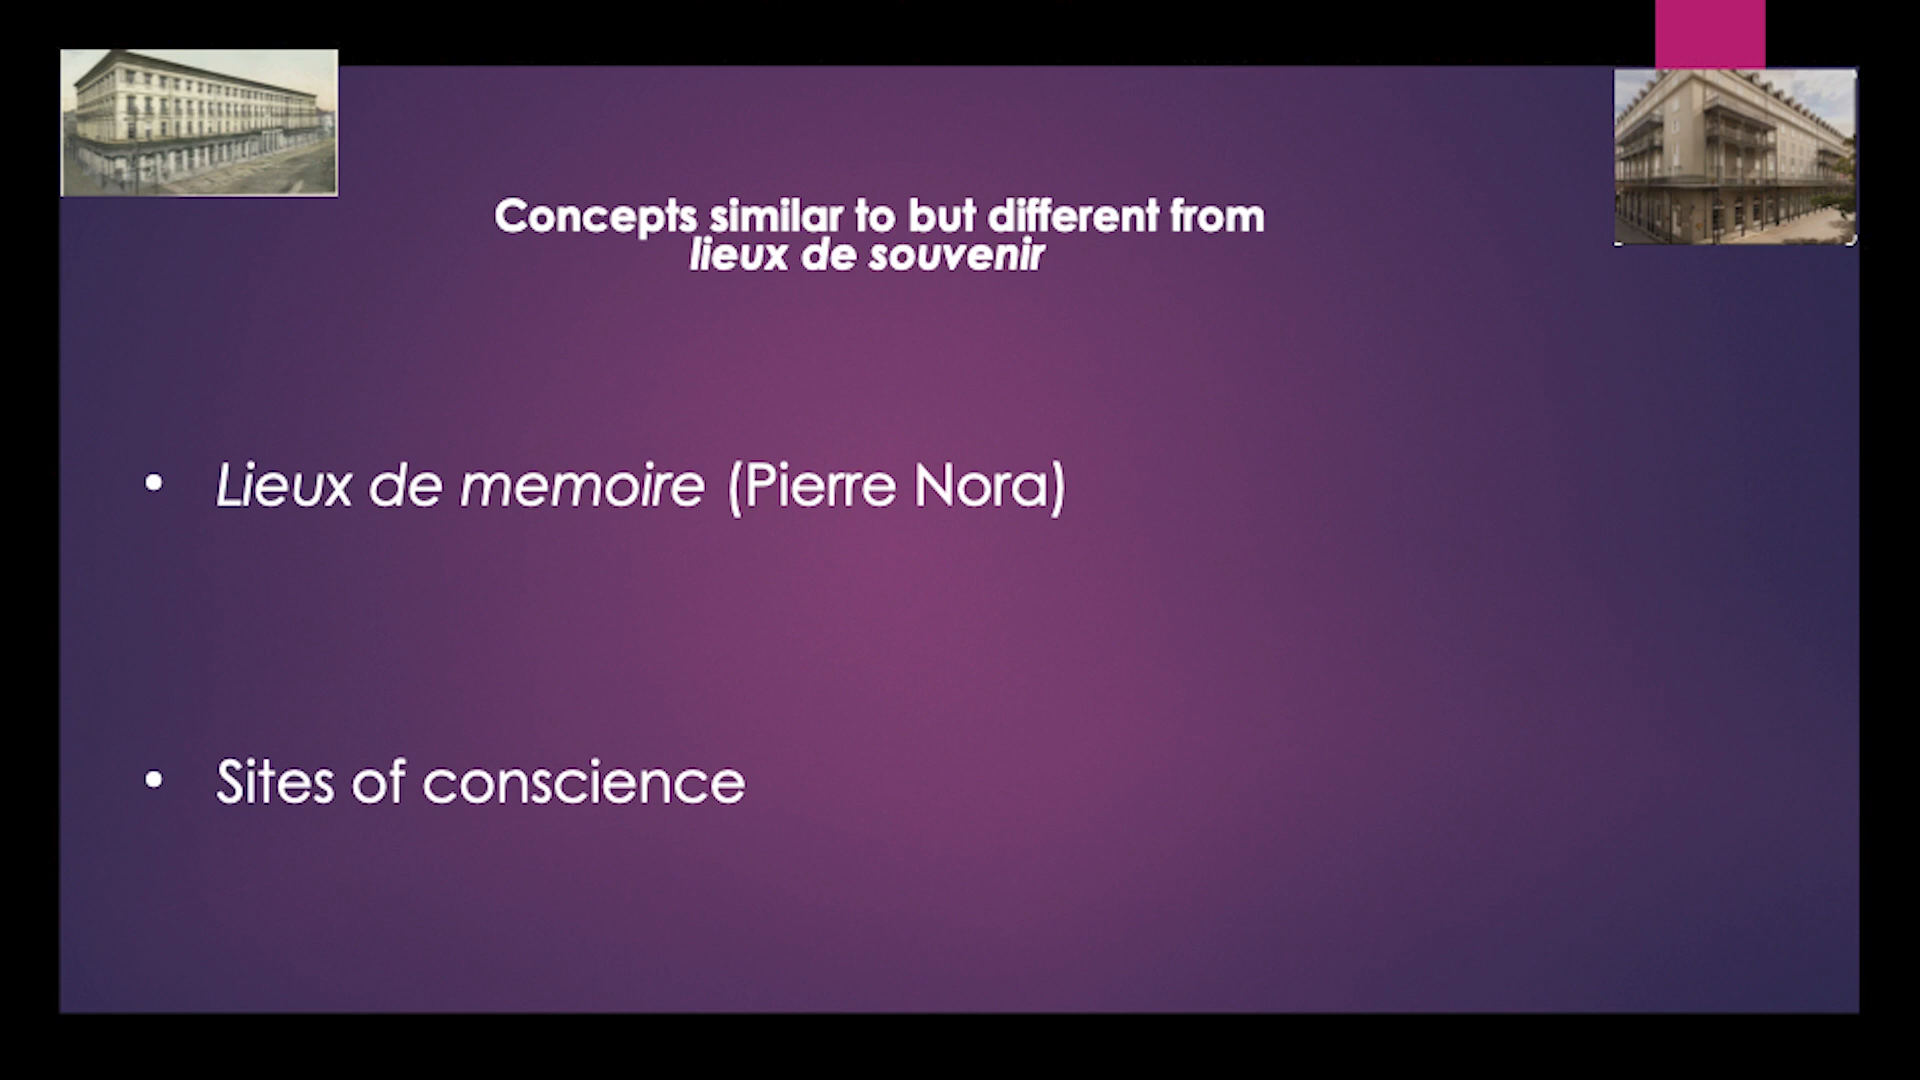 Concepts similar to but different from
lieux de souvenir
• Lieux de memoire (Pierre Nora)
• Sites of conscience